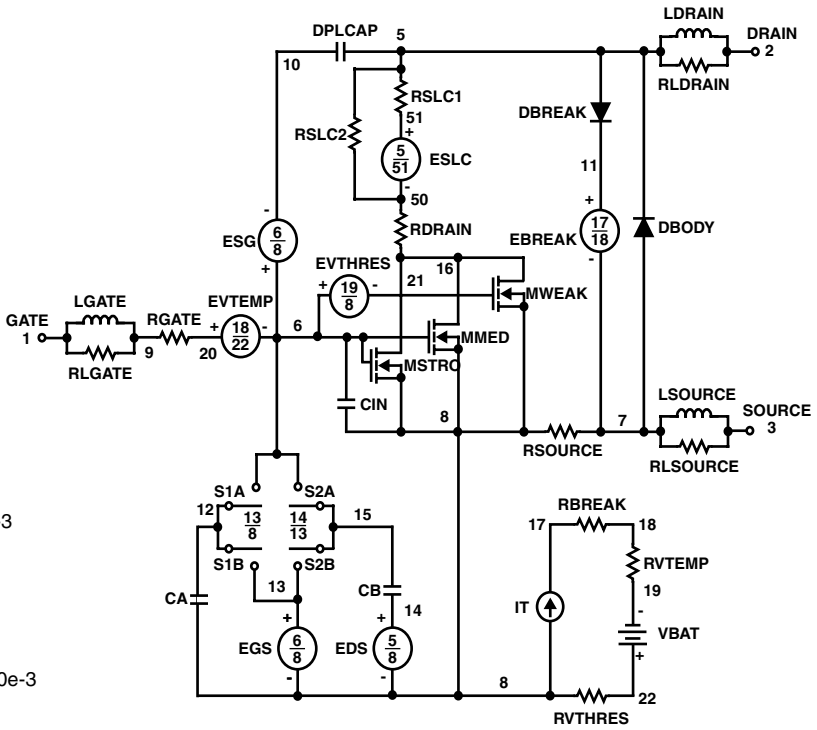 LDRAIN
DPLCAP 5 DRAIN
2
10
RLDRAIN
RSLC1
DBREAK
51
+
RSLC2
5
51
ESLC
11
-
50
+
-
RDRAIN
17
18
6
8
ESG
EBREAK
DBODY
+
EVTHRES
16
-
21
+
19
8
-
MWEAK
LGATE
EVTEMP
GATE
1
RGATE
+
18
22
-
6
MMED
9
20
MSTRO
RLGATE
LSOURCE
CIN
8
7
SOURCE
3
RSOURCE
RLSOURCE
S1A
S2A
RBREAK
12
13
8
14
13
15
17
18
-3
RVTEMP
S1B
S2B
13
CB
19
CA
14
IT
-
+
+
VBAT
EGS
6
8
EDS
5
8
+
-
-
8
22
RVTHRES
0e-3